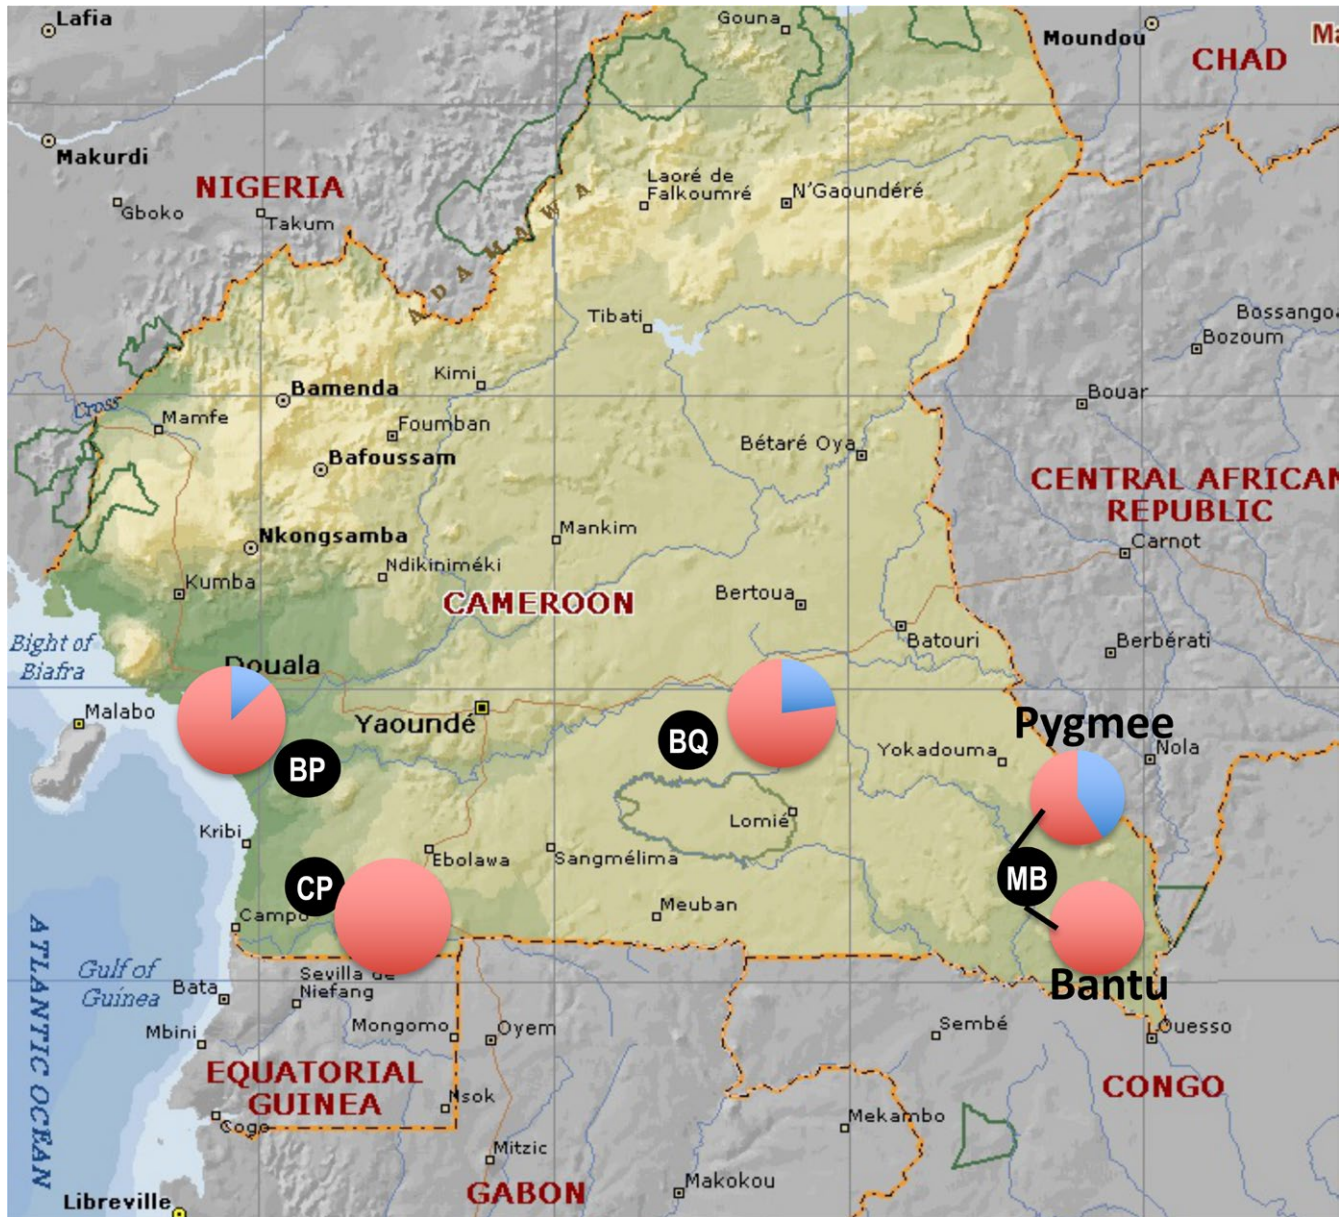 Lafia
Gouna
Moundou
Ma
CHAD
Makurdi
NIGERIA
Laoré de
Falkoumré
N'Gaoundéré
Gboko
Takum
ADAMAWA
Tibati
Bossangoa
Bozoum
Kimi
Bamenda
Bouar
Cross
Mamfe
Foumban
Bétaré Oya
Bafoussam
CENTRAL AFRICAN
REPUBLIC
Nkongsamba
Mankim
Carnot
Ndikiniméki
Kumba
CAMEROON
Bertoua
Batouri
Berbérati
Bight of
Biafra
Douala
Malabo
Yaoundé
Pygmee
BQ
Yokadouma
Nola
BP
Lomié
Kribi
Ebolawa
Sangmélima
CP
MB
Campo
Meuban
ATLANTIC OCEAN
Gulf of
Guinea
Bata
Sevilla de
Niefang
Bantu
Mbini
Mongomo
Oyem
Sembé
Ouesso
EQUATORIAL
GUINEA
Nsok
CONGO
Cogo
Mekambo
Mitzic
GABON
Makokou
Libreville